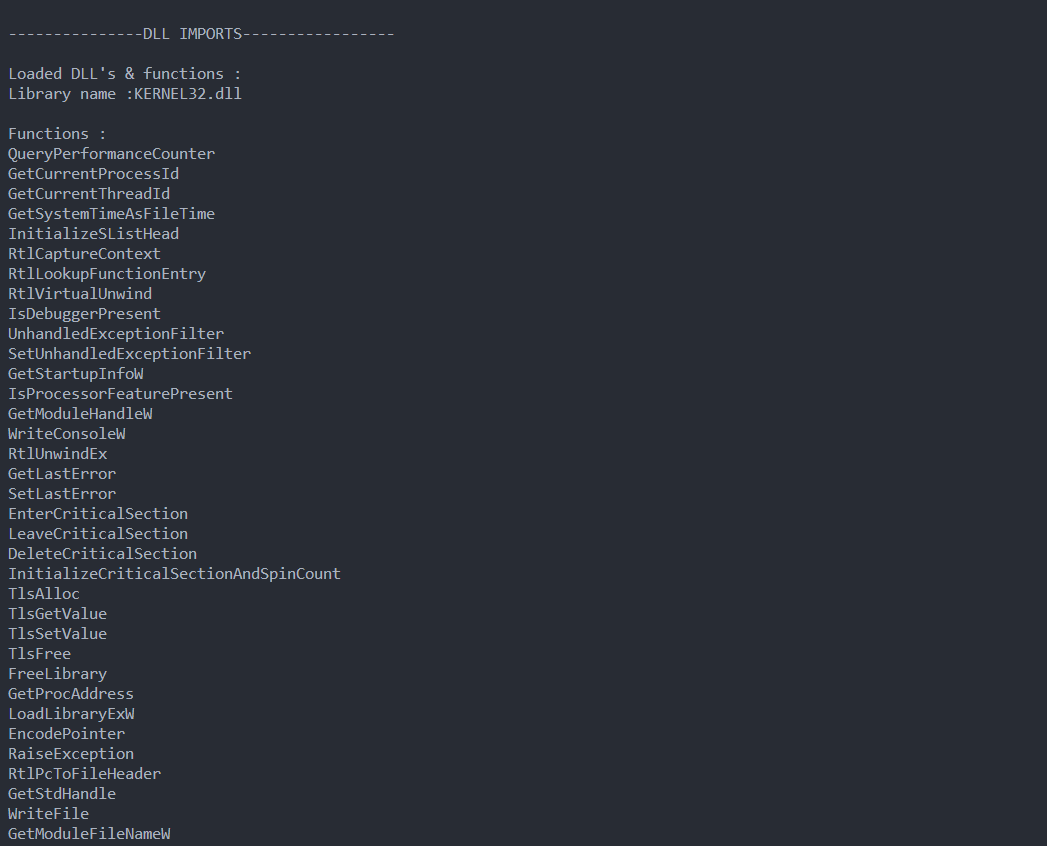 ---------------DLL IMPORTS-----------------
Loaded DLL's & functions :
Library name :KERNEL32.dll
Functions :
QueryPerformanceCounter
GetCurrentProcessId
GetCurrentThreadId
GetSystemTimeAsFileTime
InitializeSListHead
RtlCaptureContext
RtlLookupFunctionEntry
RtlVirtualUnwind
IsDebuggerPresent
UnhandledExceptionFilter
SetUnhandledExceptionFilter
GetStartupInfoW
IsProcessorFeaturePresent
GetModuleHandleW
WriteConsoleW
RtlUnwindEx
GetLastError
SetLastError
EnterCriticalSection
LeaveCriticalSection
DeleteCriticalSection
InitializeCriticalSectionAndSpinCount
TlsAlloc
TlsGetValue
TlsSetValue
TlsFree
FreeLibrary
GetProcAddress
LoadLibraryExW
EncodePointer
RaiseException
RtlPcToFileHeader
GetStdHandle
WriteFile
GetModuleFileNameW